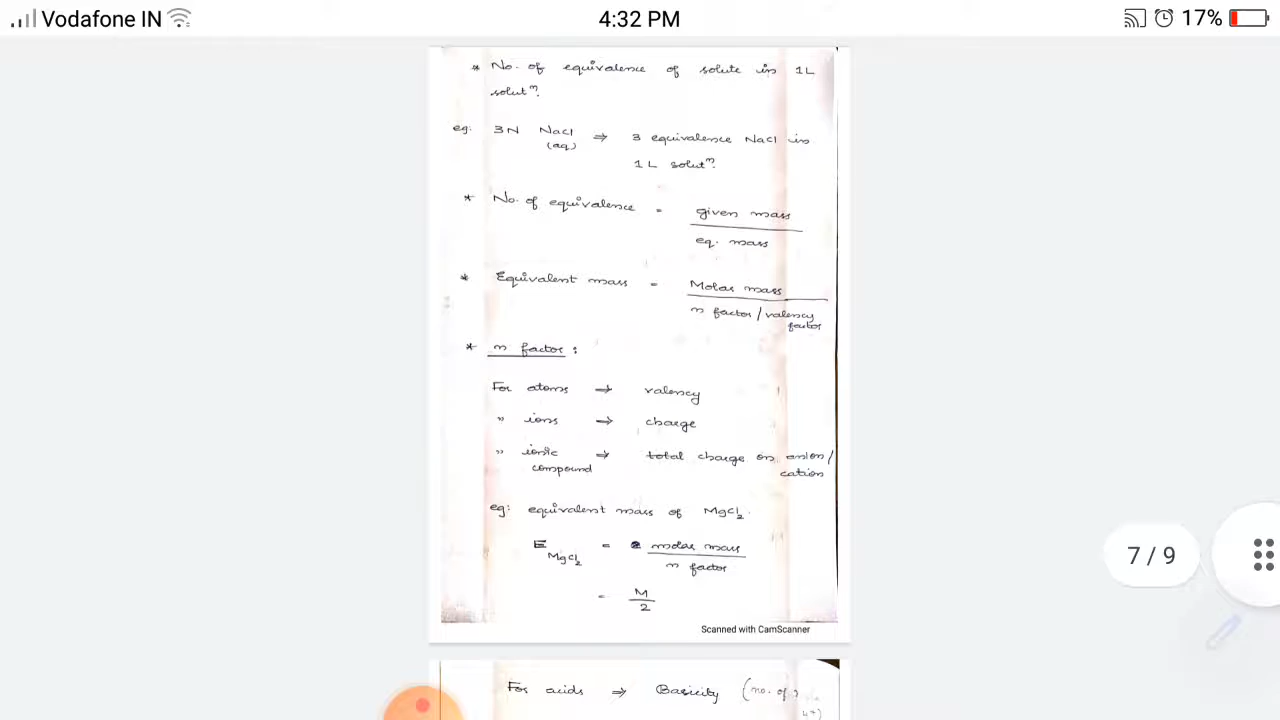 Vodafone IN 4:32 PM 17%
* No. of equivalence of solute in 1L
solutⁿ.
eg: 3N NaCl ⇒ 3 equivalence NaCl in
(aq) 1L solutⁿ.
* No. of equivalence = given mass
eq. mass
* Equivalent mass = Molar mass
n factor/valency
factor
* n factor :
For atoms → valency
" ions → charge
" ionic → total charge on anion/
compound cation
eg: equivalent mass of MgCl₂.
E MgCl₂ = molar mass
n factor
= M
2
7 / 9
Scanned with CamScanner
For acids ⇒ Basicity (no. of
H+)